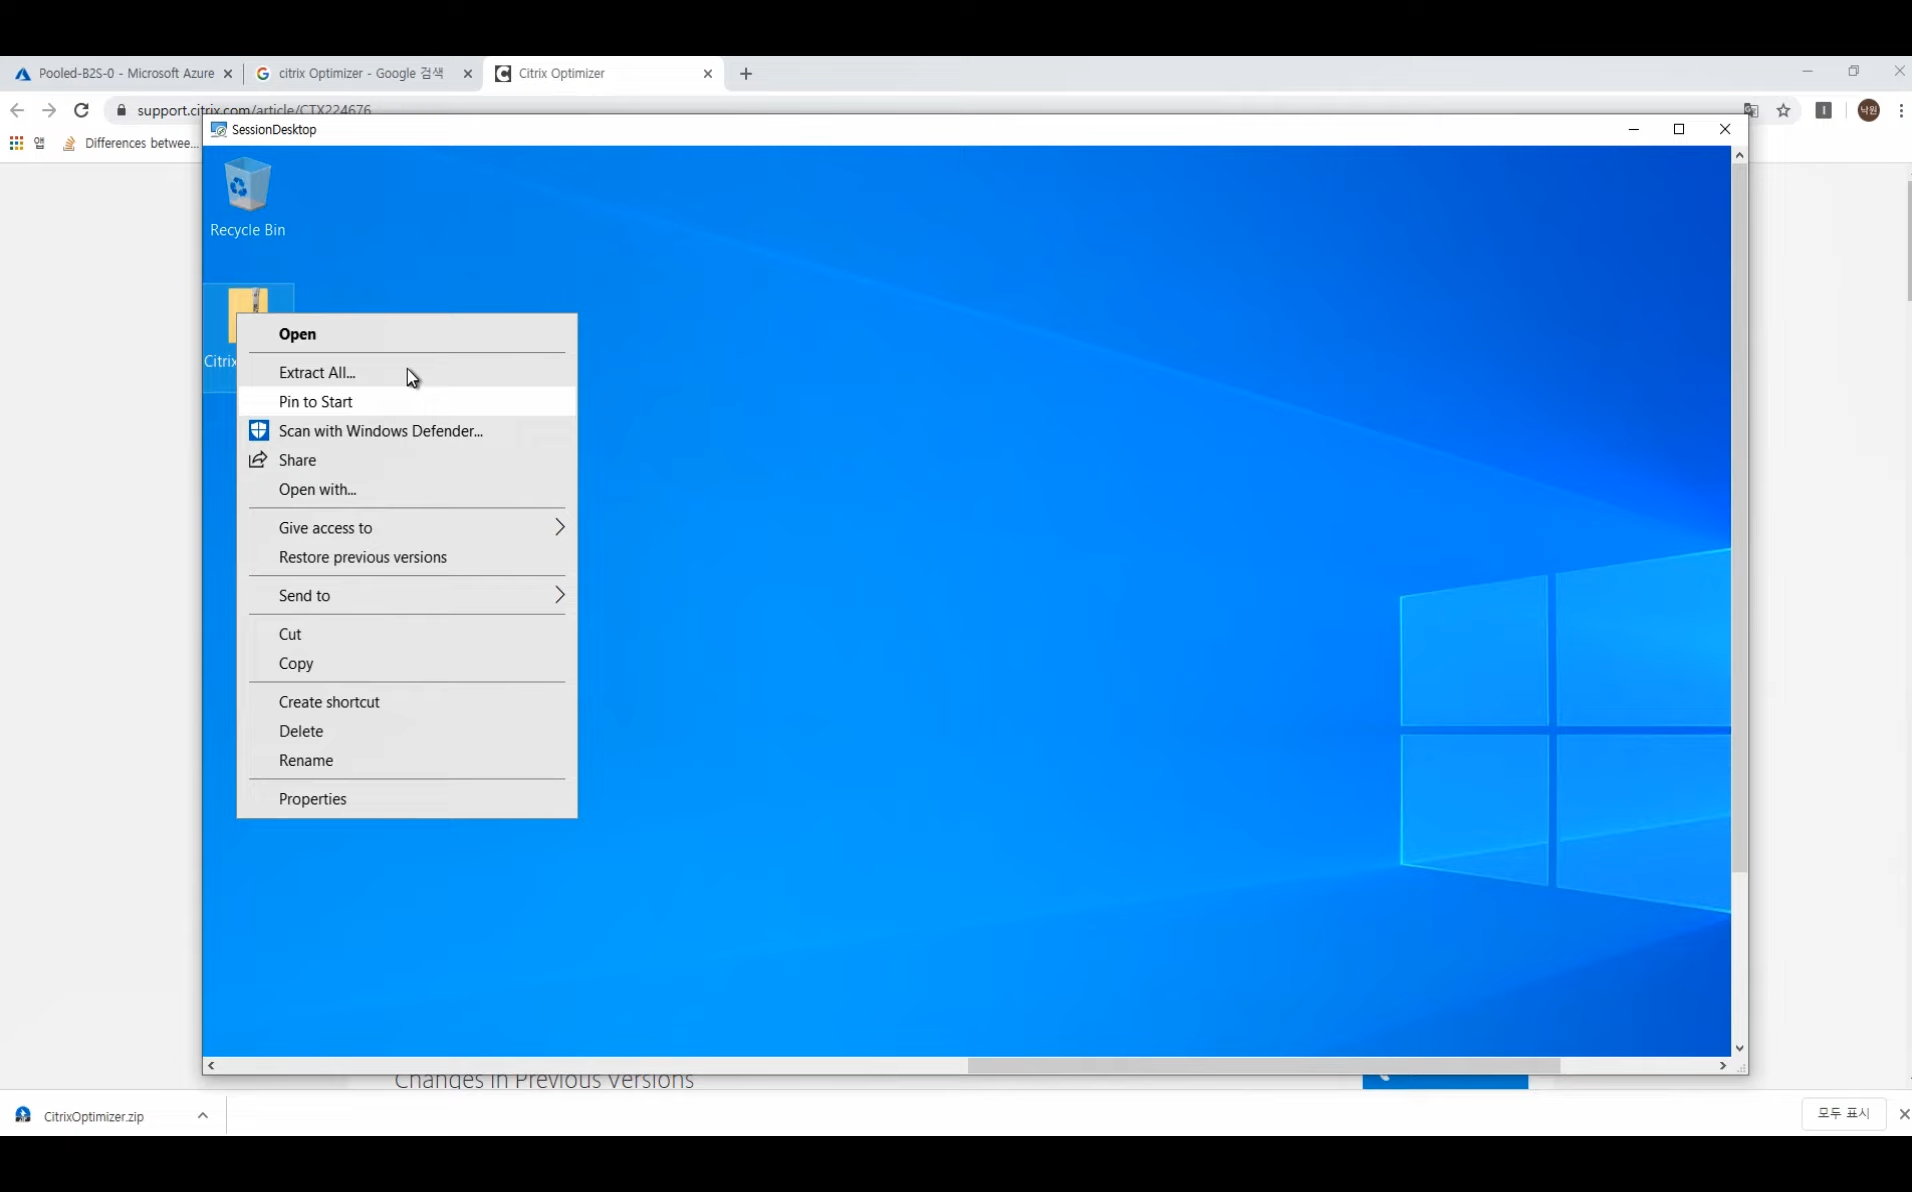 Pooled-B2S-0 - Microsoft Azure
citrix Optimizer - Google 검색
Citrix Optimizer
support.citrix.com/article/CTX224676
낙원
앱
Differences betwee...
SessionDesktop
Recycle Bin
Citrix
Open
Extract All...
Pin to Start
Scan with Windows Defender...
Share
Open with...
Give access to
Restore previous versions
Send to
Cut
Copy
Create shortcut
Delete
Rename
Properties
Changes in Previous Versions
CitrixOptimizer.zip
모두 표시